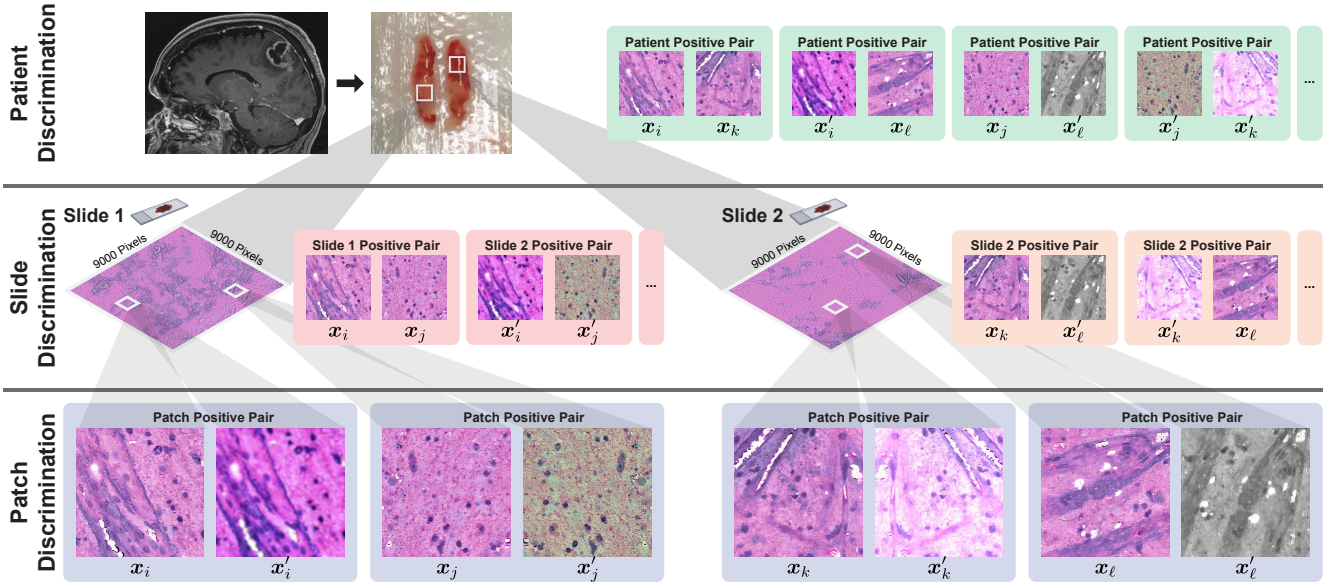 Patient
Discrimination
Patient Positive Pair
x_i x_k
Patient Positive Pair
x′_i x_ℓ
Patient Positive Pair
x_j x′_ℓ
Patient Positive Pair
x′_j x′_k
...
Slide
Discrimination
Slide 1
9000 Pixels
9000 Pixels
Slide 1 Positive Pair
x_i x_j
Slide 2 Positive Pair
x′_i x′_j
...
Slide 2
9000 Pixels
9000 Pixels
Slide 2 Positive Pair
x_k x′_ℓ
Slide 2 Positive Pair
x′_k x_ℓ
...
Patch
Discrimination
Patch Positive Pair
x_i x′_i
Patch Positive Pair
x_j x′_j
Patch Positive Pair
x_k x′_k
Patch Positive Pair
x_ℓ x′_ℓ